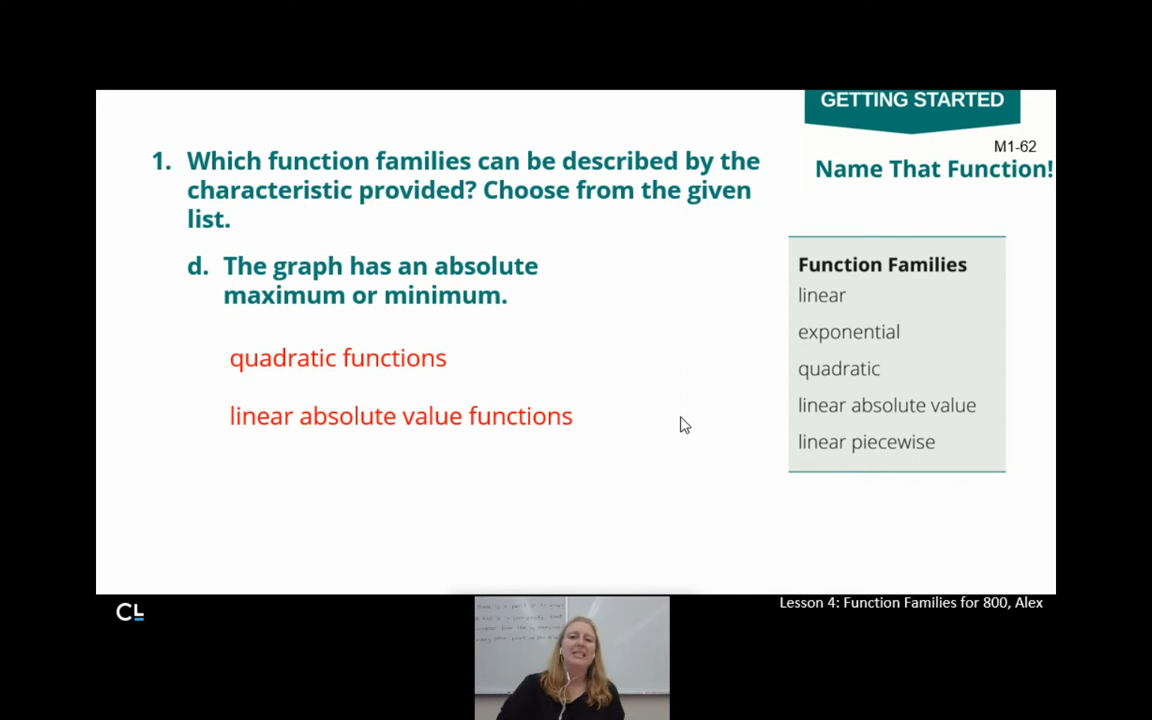 GETTING STARTED
M1-62
Name That Function!
1. Which function families can be described by the
characteristic provided? Choose from the given
list.
d. The graph has an absolute
maximum or minimum.
quadratic functions
linear absolute value functions
Function Families
linear
exponential
quadratic
linear absolute value
linear piecewise
CL
Lesson 4: Function Families for 800, Alex